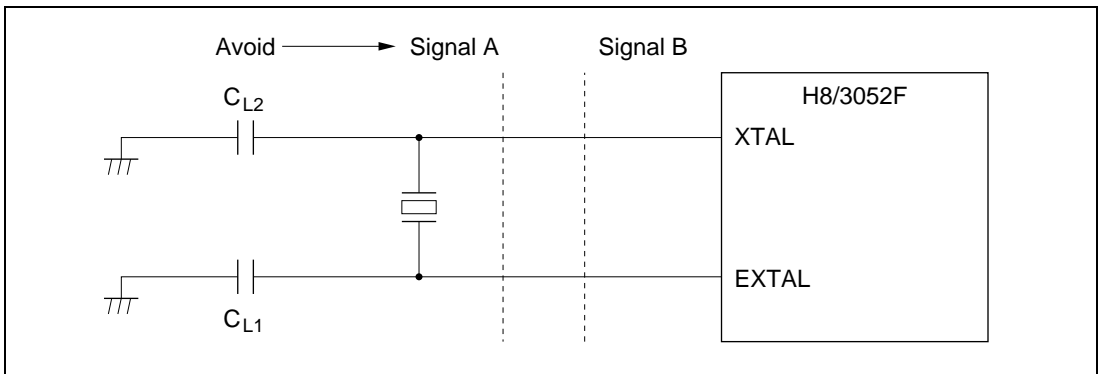 Avoid Signal A Signal B
H8/3052F
CL2
XTAL
EXTAL
CL1